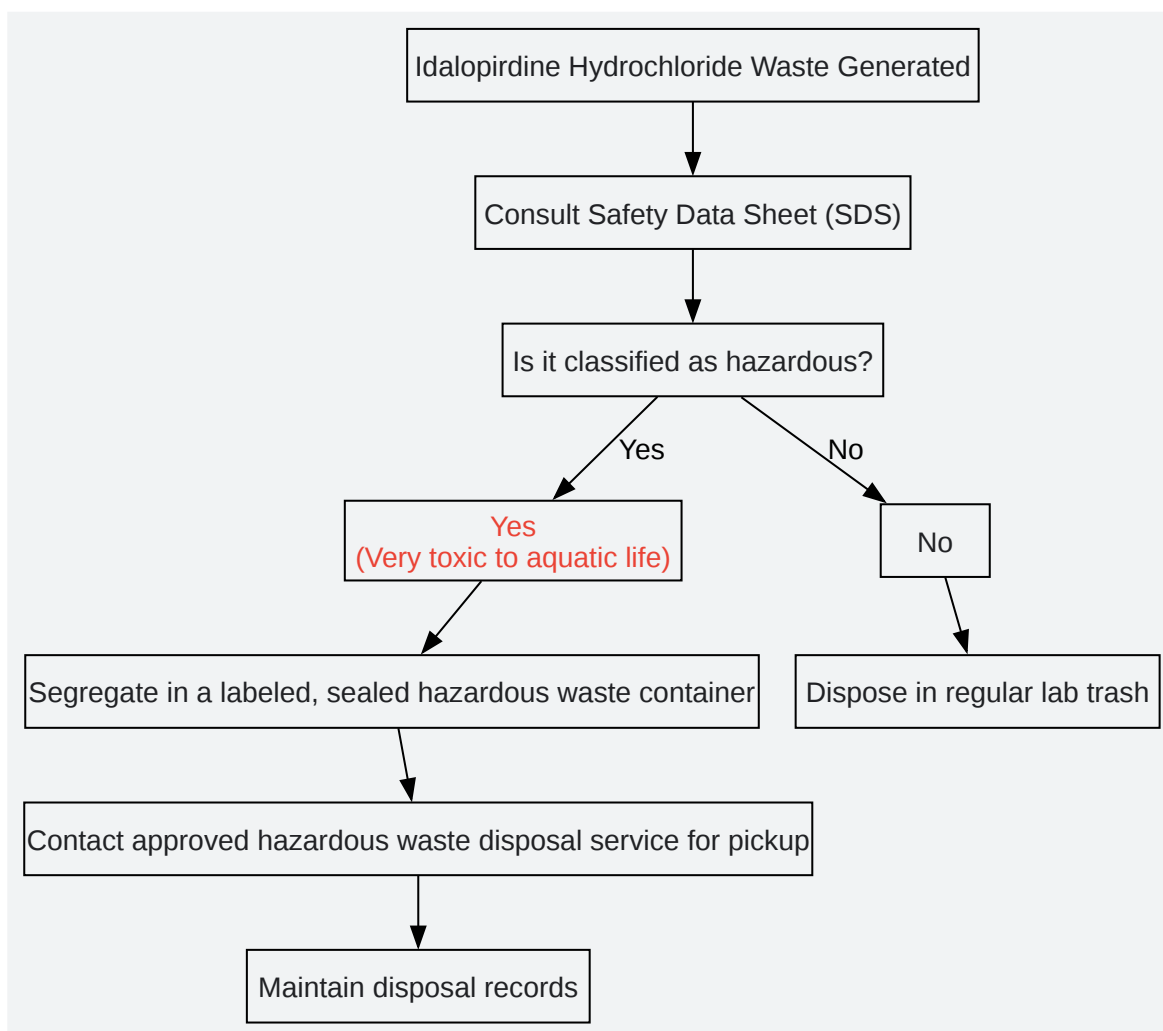 Idalopirdine Hydrochloride Waste Generated
Consult Safety Data Sheet (SDS)
Is it classified as hazardous?
Yes
No
Yes
(Very toxic to aquatic life)
No
Segregate in a labeled, sealed hazardous waste container
Dispose in regular lab trash
Contact approved hazardous waste disposal service for pickup
Maintain disposal records